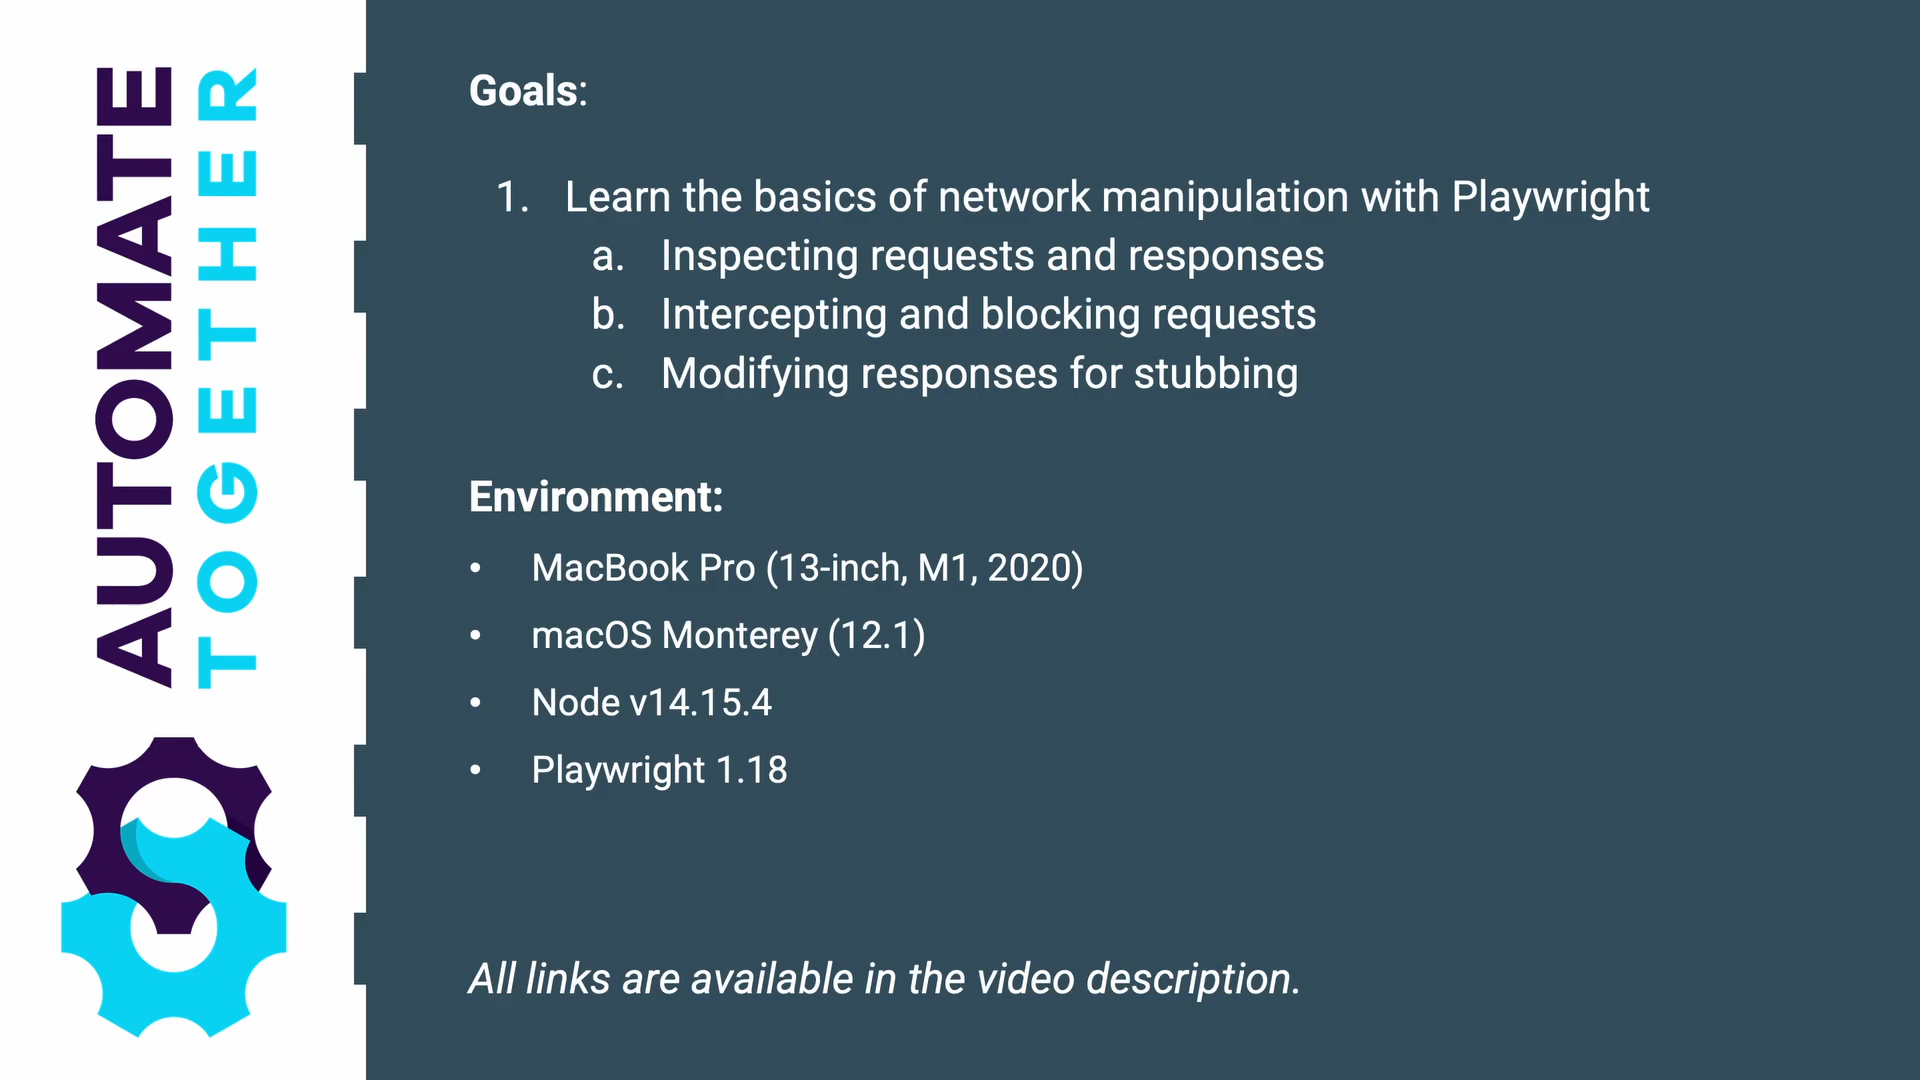 AUTOMATE
TOGETHER
Goals:
1. Learn the basics of network manipulation with Playwright
a. Inspecting requests and responses
b. Intercepting and blocking requests
c. Modifying responses for stubbing
Environment:
• MacBook Pro (13-inch, M1, 2020)
• macOS Monterey (12.1)
• Node v14.15.4
• Playwright 1.18
All links are available in the video description.